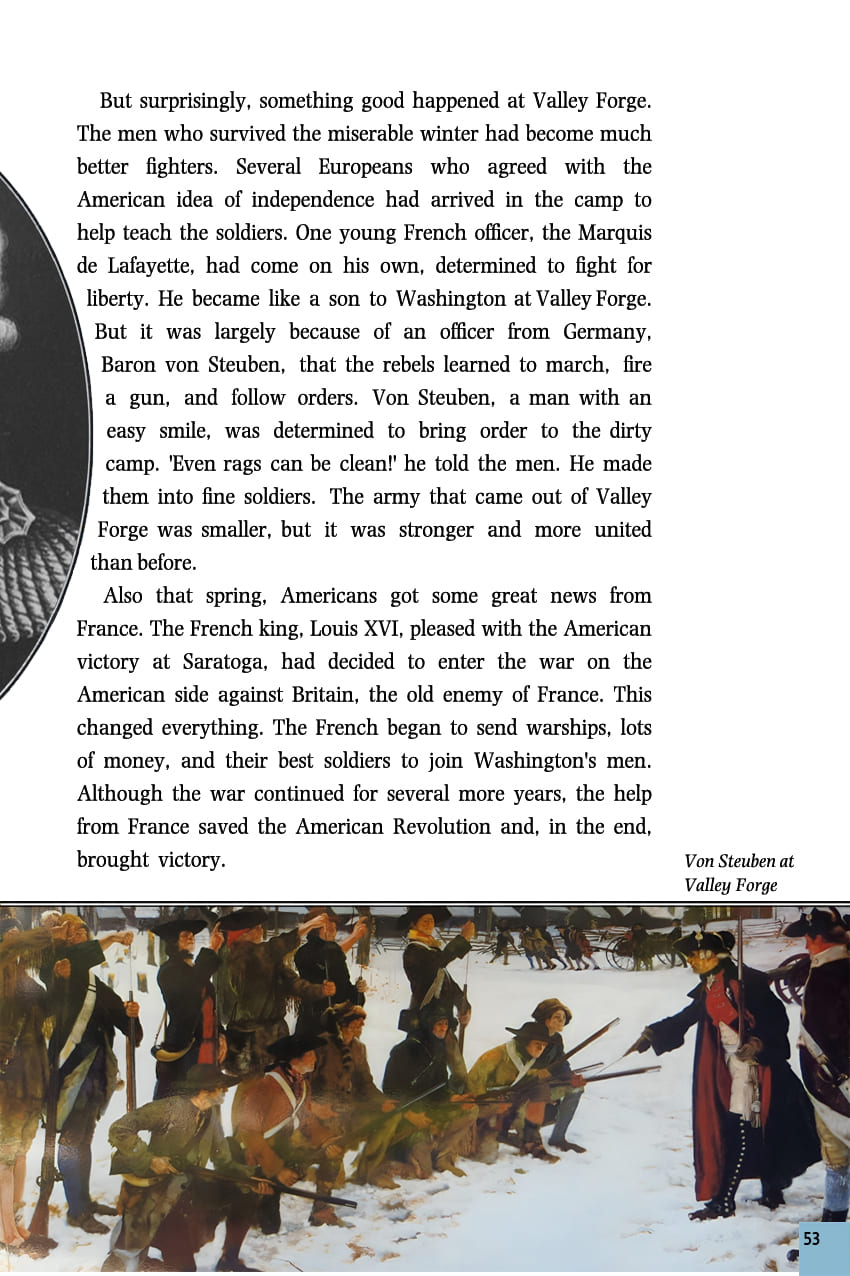 But surprisingly, something good happened at Valley Forge.
The men who survived the miserable winter had become much
better fighters. Several Europeans who agreed with the
American idea of independence had arrived in the camp to
help teach the soldiers. One young French officer, the Marquis
de Lafayette, had come on his own, determined to fight for
liberty. He became like a son to Washington at Valley Forge.
But it was largely because of an officer from Germany,
Baron von Steuben, that the rebels learned to march, fire
a gun, and follow orders. Von Steuben, a man with an
easy smile, was determined to bring order to the dirty
camp. 'Even rags can be clean!' he told the men. He made
them into fine soldiers. The army that came out of Valley
Forge was smaller, but it was stronger and more united
than before.
Also that spring, Americans got some great news from
France. The French king, Louis XVI, pleased with the American
victory at Saratoga, had decided to enter the war on the
American side against Britain, the old enemy of France. This
changed everything. The French began to send warships, lots
of money, and their best soldiers to join Washington's men.
Although the war continued for several more years, the help
from France saved the American Revolution and, in the end,
brought victory.
Von Steuben at
Valley Forge
53